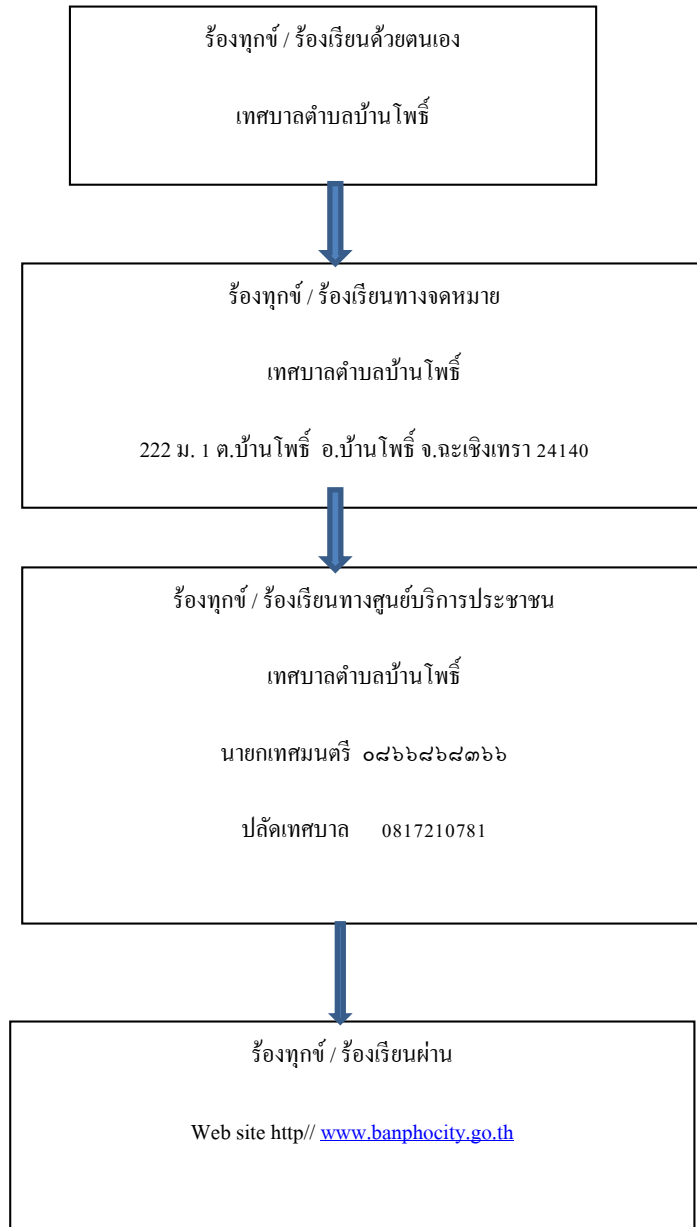 ร้องทุกข์ / ร้องเรียนด้วยตนเอง
เทศบาลตำบลบ้านโพธิ์
ร้องทุกข์ / ร้องเรียนทางจดหมาย
เทศบาลตำบลบ้านโพธิ์
222 ม. 1 ต.บ้านโพธิ์ อ.บ้านโพธิ์ จ.ฉะเชิงเทรา 24140
ร้องทุกข์ / ร้องเรียนทางศูนย์บริการประชาชน
เทศบาลตำบลบ้านโพธิ์
นายกเทศมนตรี ๐๘๖๖๘๖๘๓๖๖
ปลัดเทศบาล 0817210781
ร้องทุกข์ / ร้องเรียนผ่าน
Web site http// www.banphocity.go.th